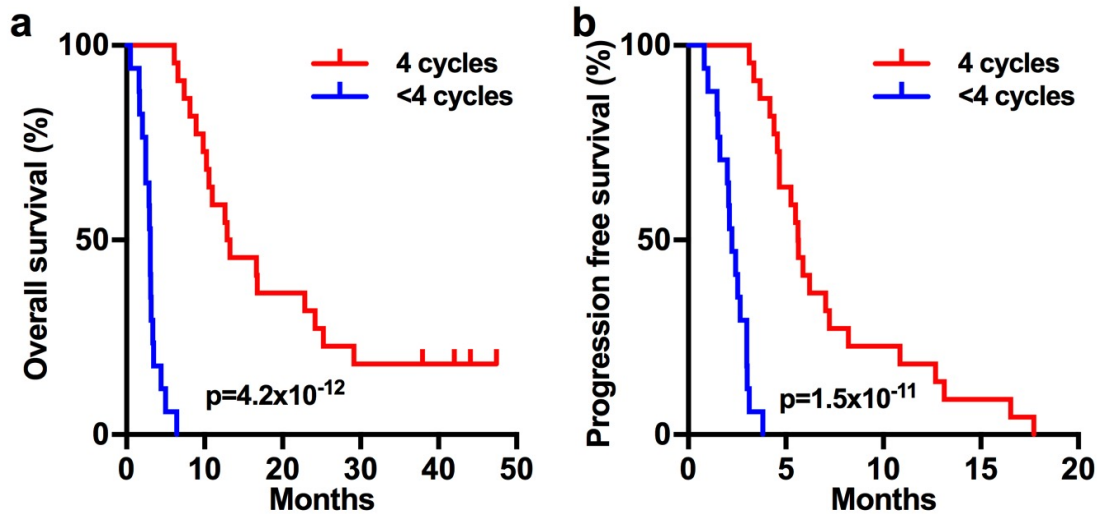 a
Overall survival (%)
100
50
0
4 cycles
<4 cycles
p=4.2x10⁻¹²
0 10 20 30 40 50
Months
b
Progression free survival (%)
100
50
0
4 cycles
<4 cycles
p=1.5x10⁻¹¹
0 5 10 15 20
Months